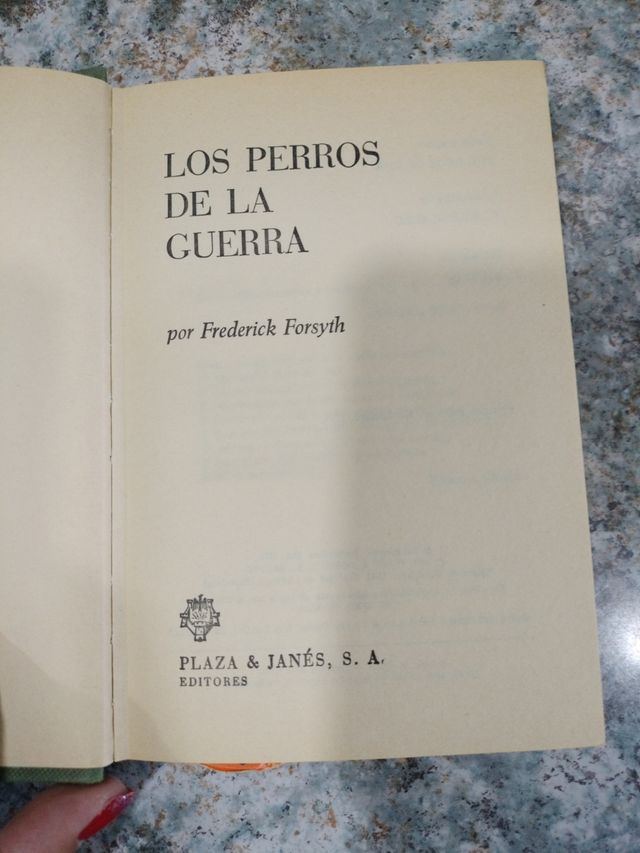 LOS PERROS
DE LA
GUERRA
por Frederick Forsyth
PLAZA & JANÉS, S. A.
EDITORES